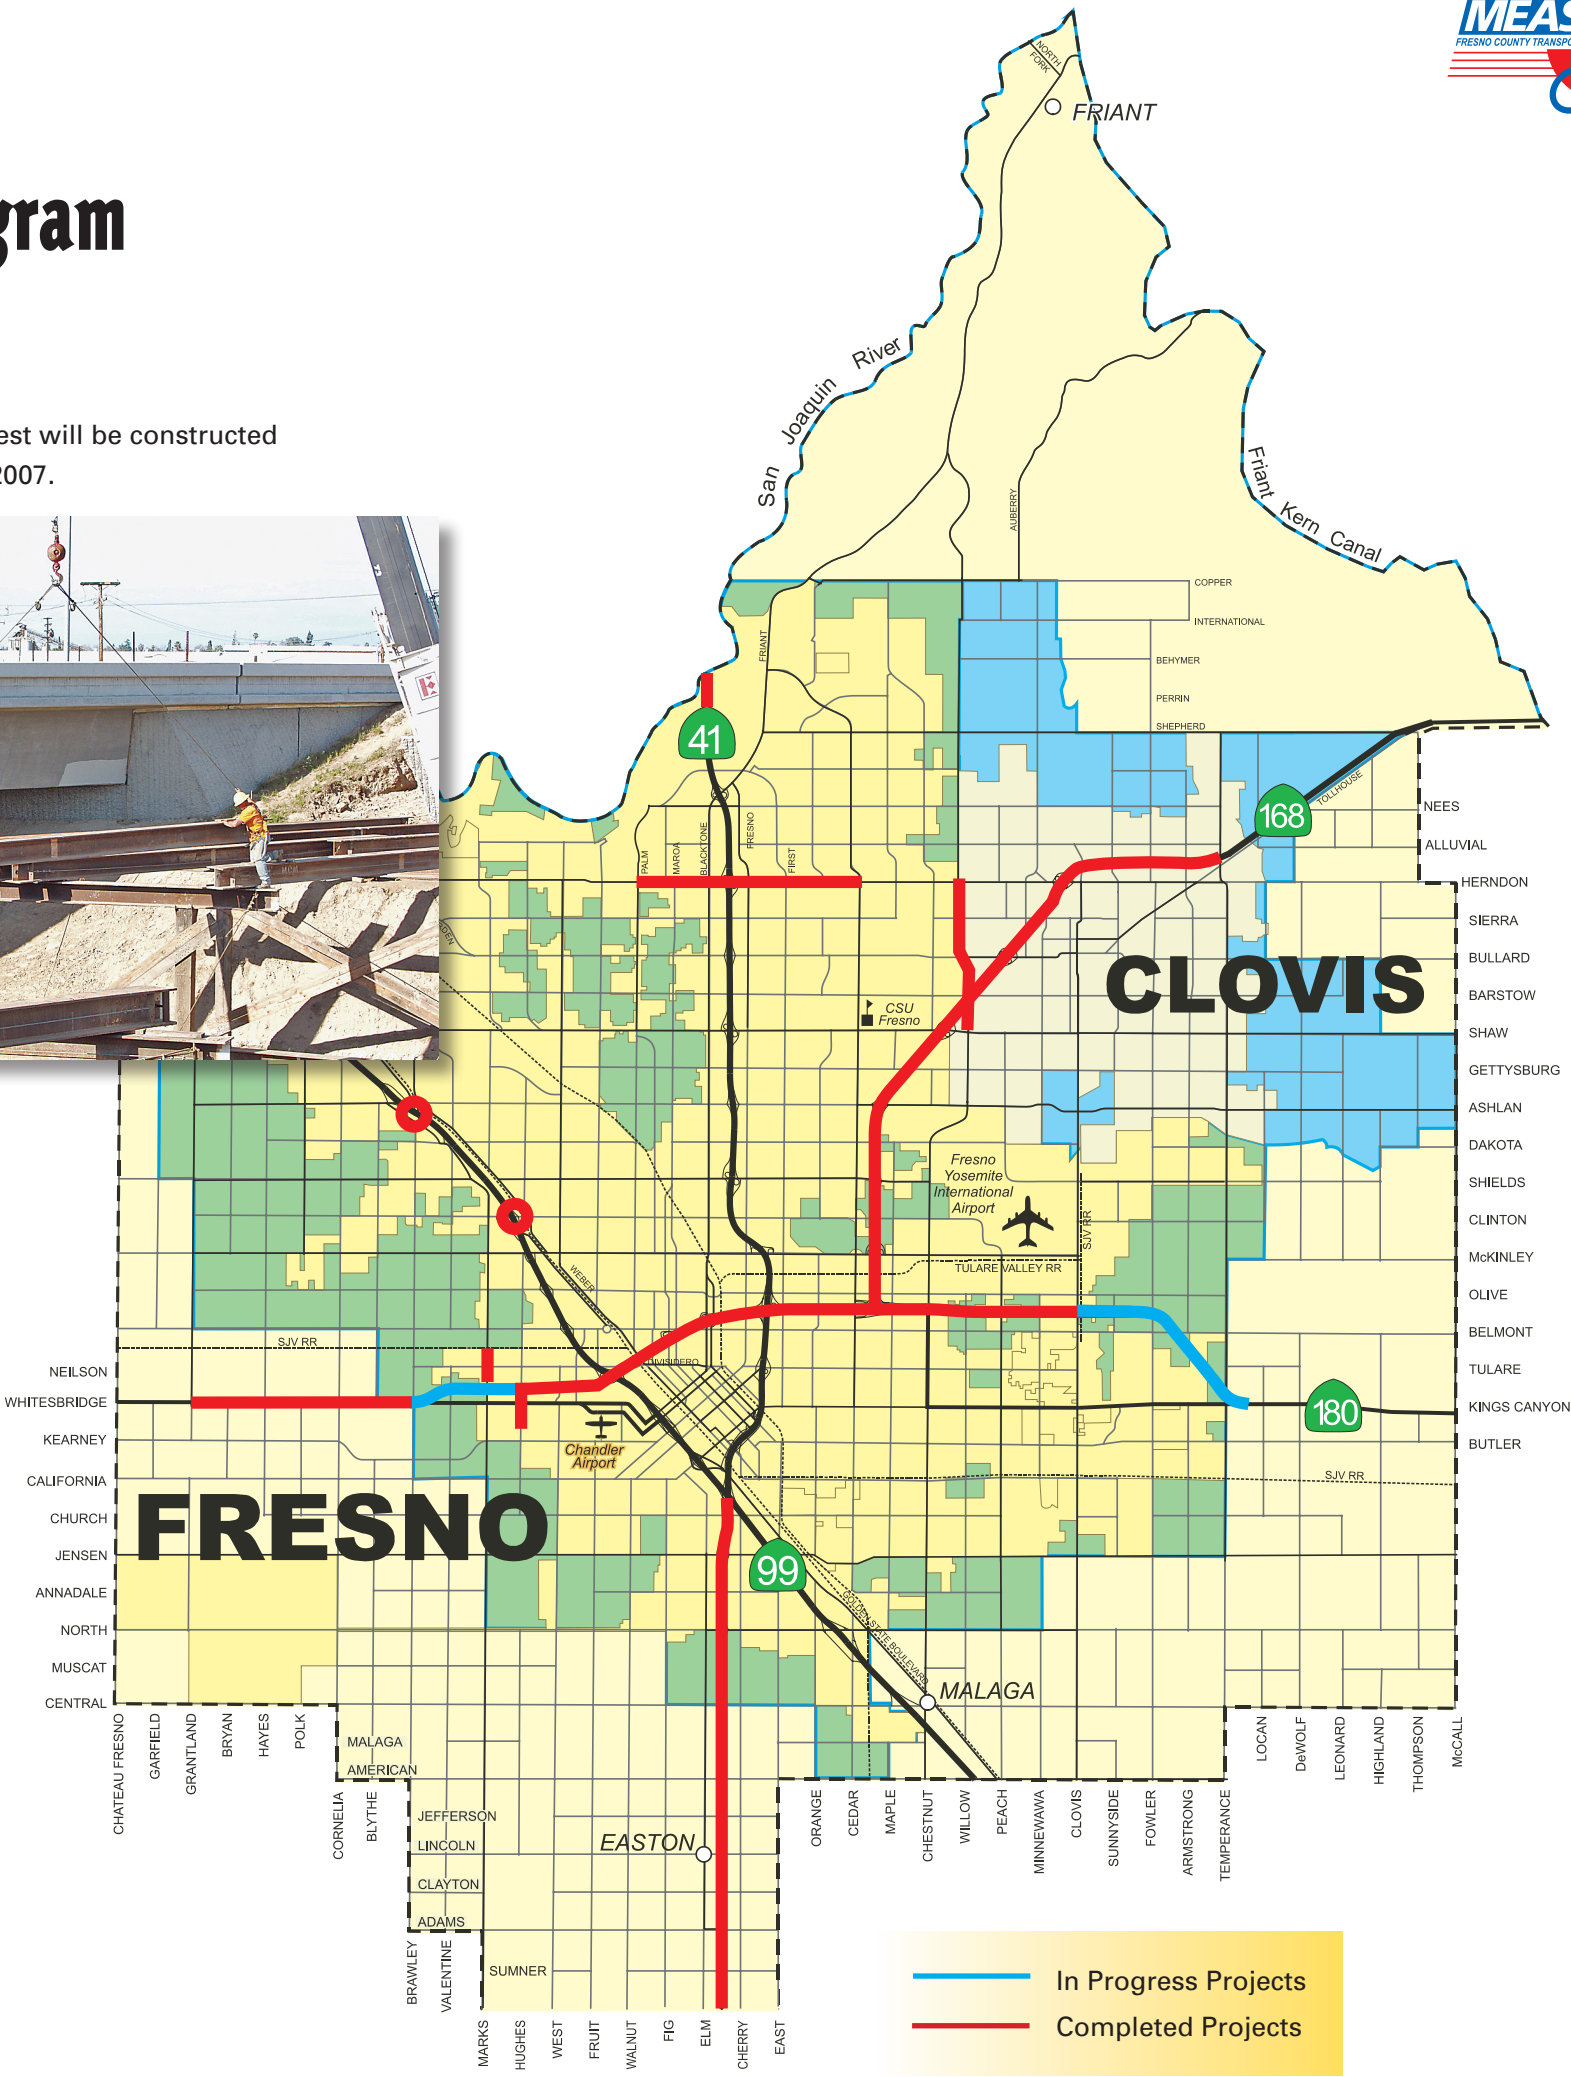 FRESNO COUNTY
gram
est will be constructed
2007.
NORTH
FORK
FRIANT
San Joaquin River
Friant Kern Canal
AUBERRY
COPPER
INTERNATIONAL
BEHYMER
PERRIN
SHEPHERD
FRIANT
41
168
TOLLHOUSE
NEES
ALLUVIAL
HERNDON
SIERRA
BULLARD
BARSTOW
SHAW
GETTYSBURG
ASHLAN
DAKOTA
SHIELDS
CLINTON
McKINLEY
OLIVE
BELMONT
TULARE
KINGS CANYON
BUTLER
PALM
MAROA
BLACKTONE
FRESNO
FIRST
CLOVIS
CSU
Fresno
Fresno
Yosemite
International
Airport
SJV RR
TULARE VALLEY RR
WEBER
SJV RR
DIVISIDERO
180
Chandler
Airport
SJV RR
NEILSON
WHITESBRIDGE
KEARNEY
CALIFORNIA
CHURCH
JENSEN
ANNADALE
NORTH
MUSCAT
CENTRAL
FRESNO
99
GOLDEN STATE BOULEVARD
MALAGA
CHATEAU FRESNO
GARFIELD
GRANTLAND
BRYAN
HAYES
POLK
MALAGA
AMERICAN
CORNELIA
BLYTHE
JEFFERSON
LINCOLN
CLAYTON
ADAMS
EASTON
BRAWLEY
VALENTINE
SUMNER
MARKS
HUGHES
WEST
FRUIT
WALNUT
FIG
ELM
CHERRY
EAST
ORANGE
CEDAR
MAPLE
CHESTNUT
WILLOW
PEACH
MINNEWAWA
CLOVIS
SUNNYSIDE
FOWLER
ARMSTRONG
TEMPERANCE
LOCAN
DeWOLF
LEONARD
HIGHLAND
THOMPSON
McCALL
In Progress Projects
Completed Projects